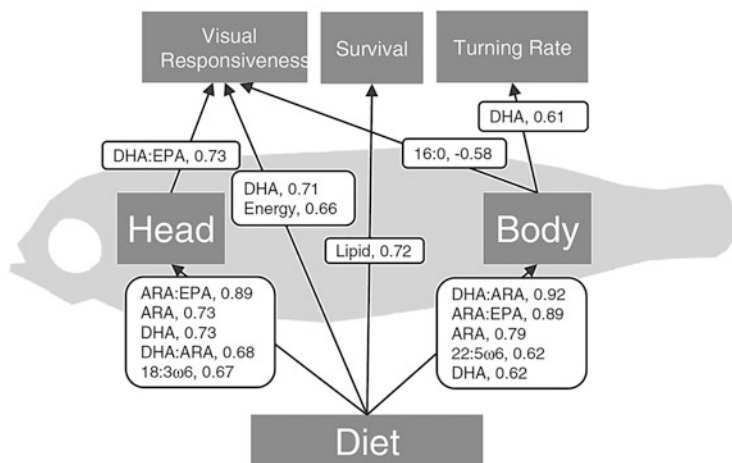 Visual
Responsiveness
Survival
Turning Rate
DHA, 0.61
DHA:EPA, 0.73
16:0, -0.58
DHA, 0.71
Energy, 0.66
Head
Body
Lipid, 0.72
ARA:EPA, 0.89
ARA, 0.73
DHA, 0.73
DHA:ARA, 0.68
18:3ω6, 0.67
DHA:ARA, 0.92
ARA:EPA, 0.89
ARA, 0.79
22:5ω6, 0.62
DHA, 0.62
Diet